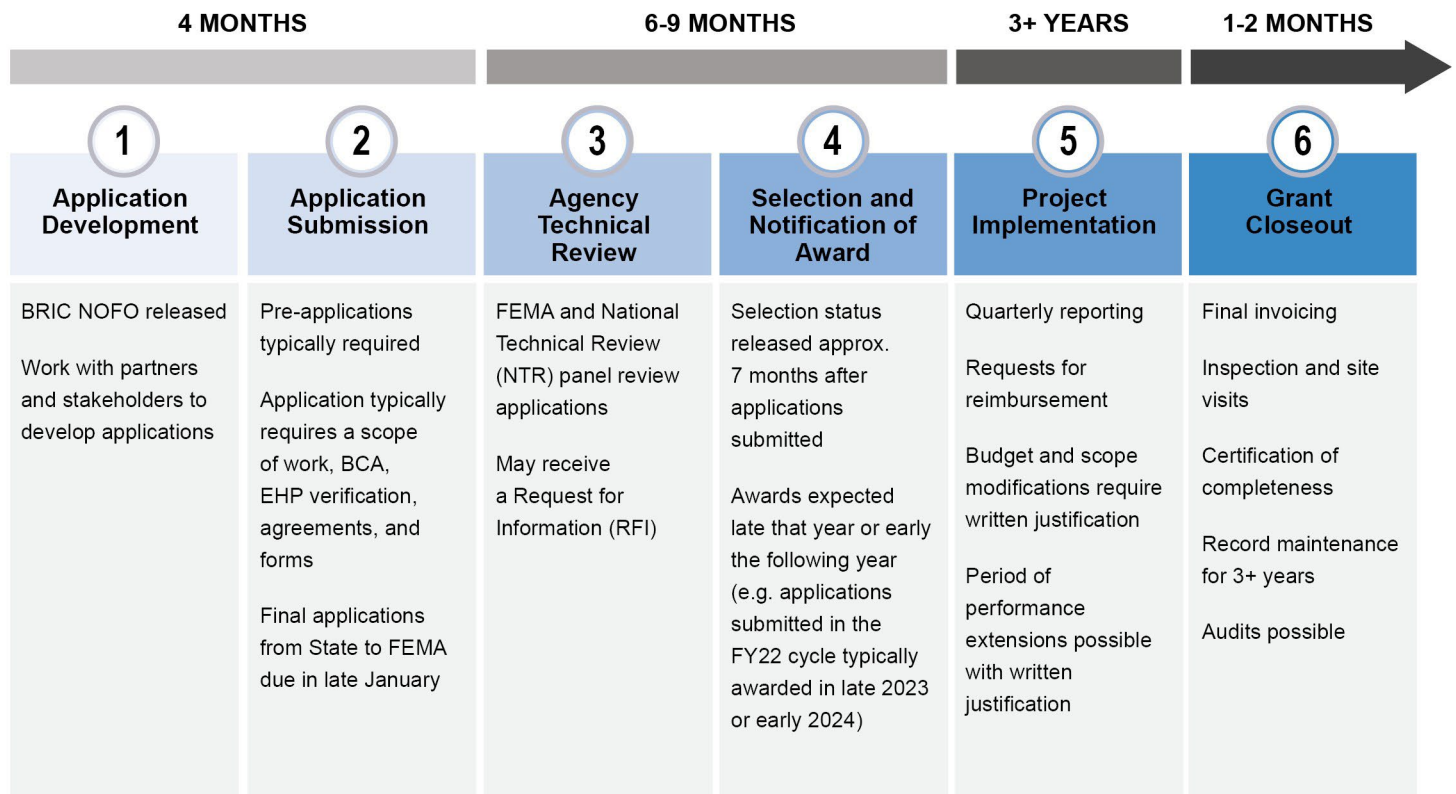 4 MONTHS
6-9 MONTHS
3+ YEARS
1-2 MONTHS
1
Application
Development
BRIC NOFO released
Work with partners
and stakeholders to
develop applications
2
Application
Submission
Pre-applications
typically required
Application typically
requires a scope
of work, BCA,
EHP verification,
agreements, and
forms
Final applications
from State to FEMA
due in late January
3
Agency
Technical
Review
FEMA and National
Technical Review
(NTR) panel review
applications
May receive
a Request for
Information (RFI)
4
Selection and
Notification of
Award
Selection status
released approx.
7 months after
applications
submitted
Awards expected
late that year or early
the following year
(e.g. applications
submitted in the
FY22 cycle typically
awarded in late 2023
or early 2024)
5
Project
Implementation
Quarterly reporting
Requests for
reimbursement
Budget and scope
modifications require
written justification
Period of
performance
extensions possible
with written
justification
6
Grant
Closeout
Final invoicing
Inspection and site
visits
Certification of
completeness
Record maintenance
for 3+ years
Audits possible